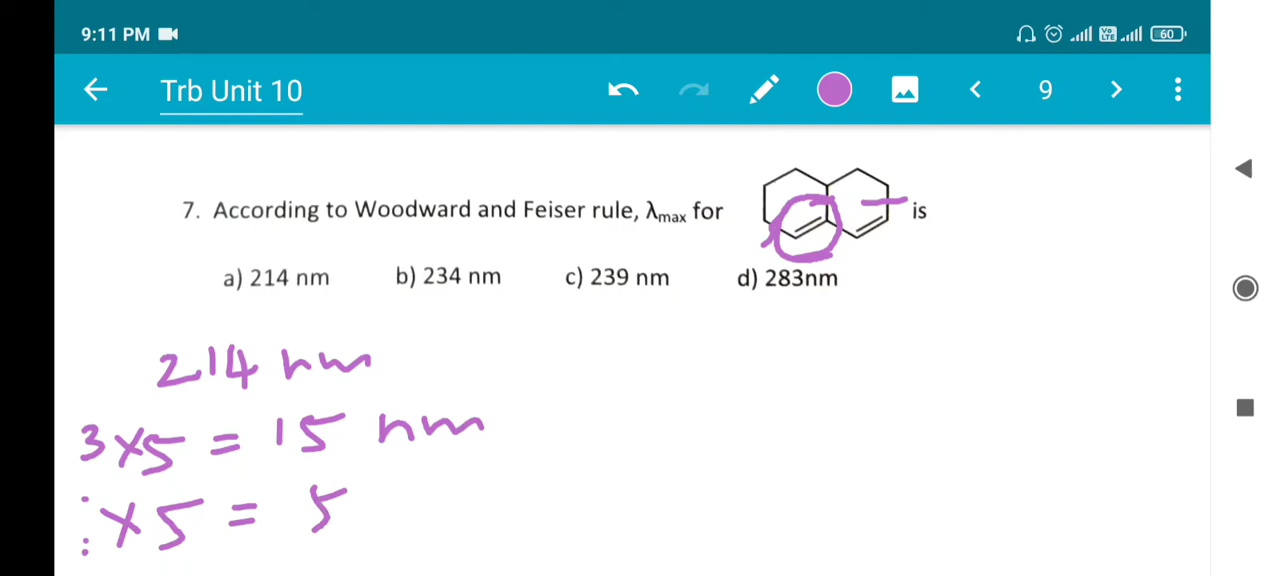 9:11 PM 60
Trb Unit 10 9
7. According to Woodward and Feiser rule, λmax for is
a) 214 nm b) 234 nm c) 239 nm d) 283nm
214 nm
3×5 = 15 nm
×5 = 5